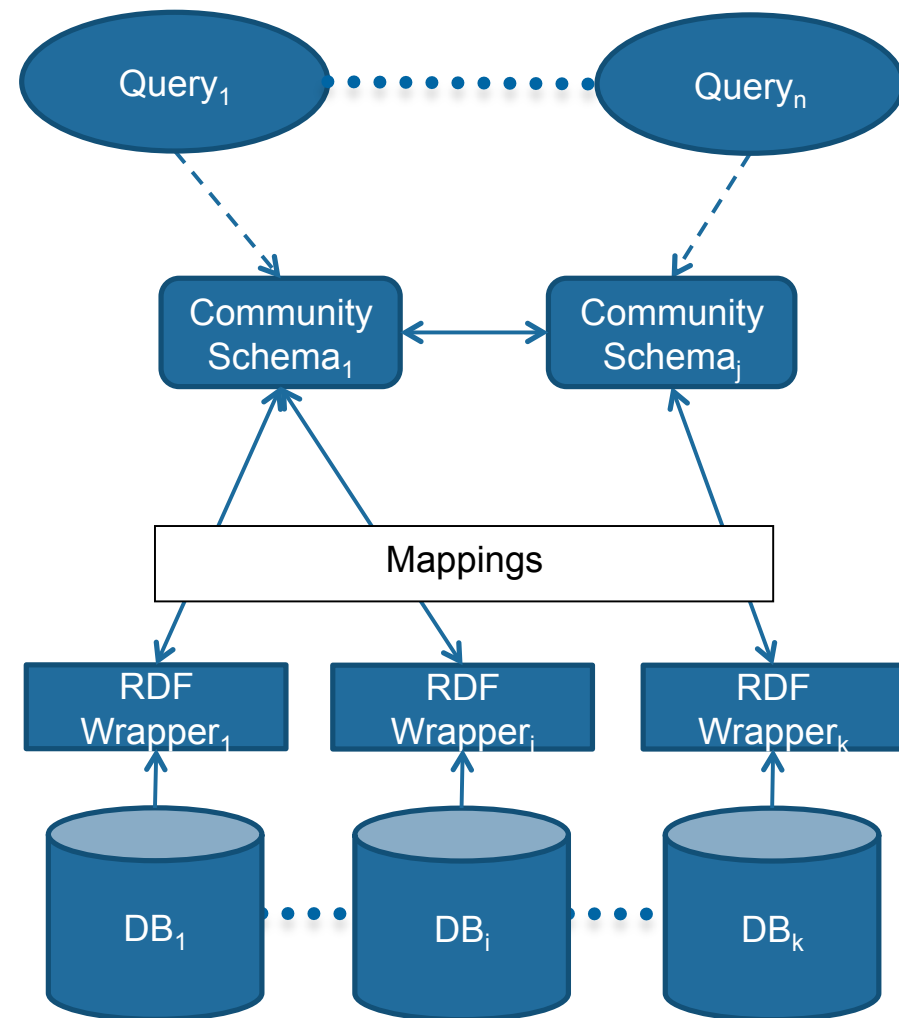 Query₁
Queryₙ
Community
Schema₁
Community
Schemaⱼ
Mappings
RDF
Wrapper₁
RDF
Wrapperᵢ
RDF
Wrapperₖ
DB₁
DBᵢ
DBₖ